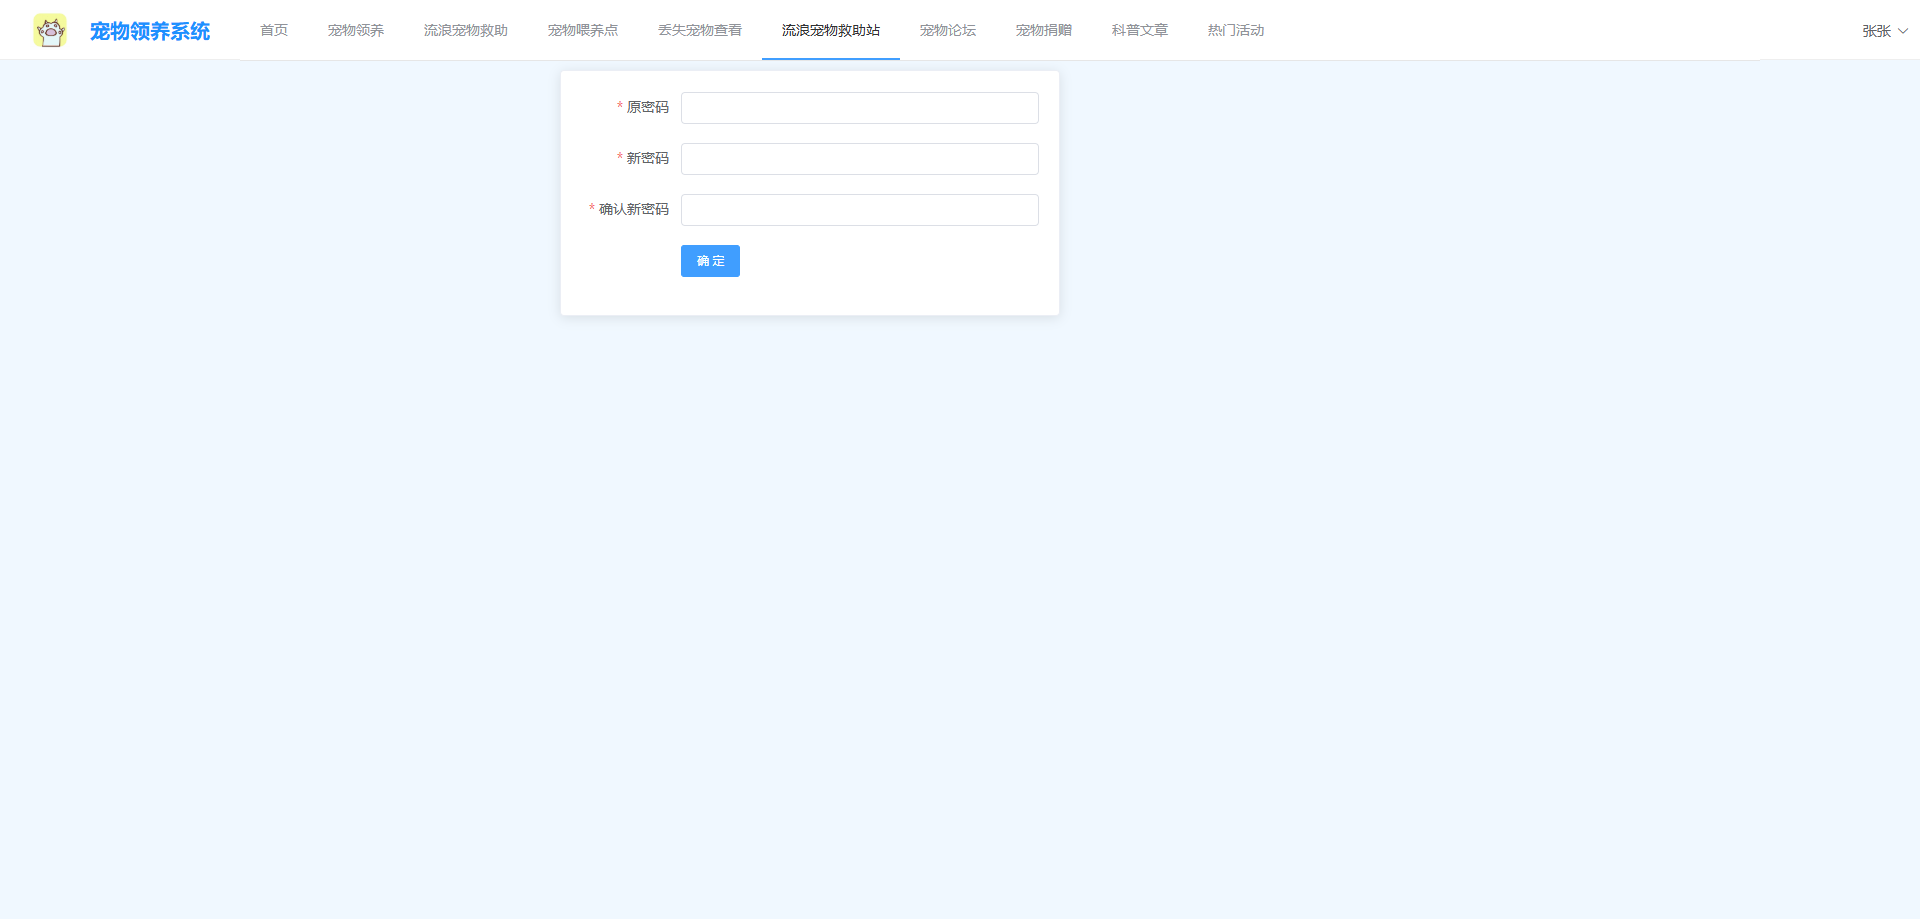 宠物领养系统 首页 宠物领养 流浪宠物救助 宠物喂养点 丢失宠物查看 流浪宠物救助站 宠物论坛 宠物捐赠 科普文章 热门活动 张张
* 原密码
* 新密码
* 确认新密码
确 定